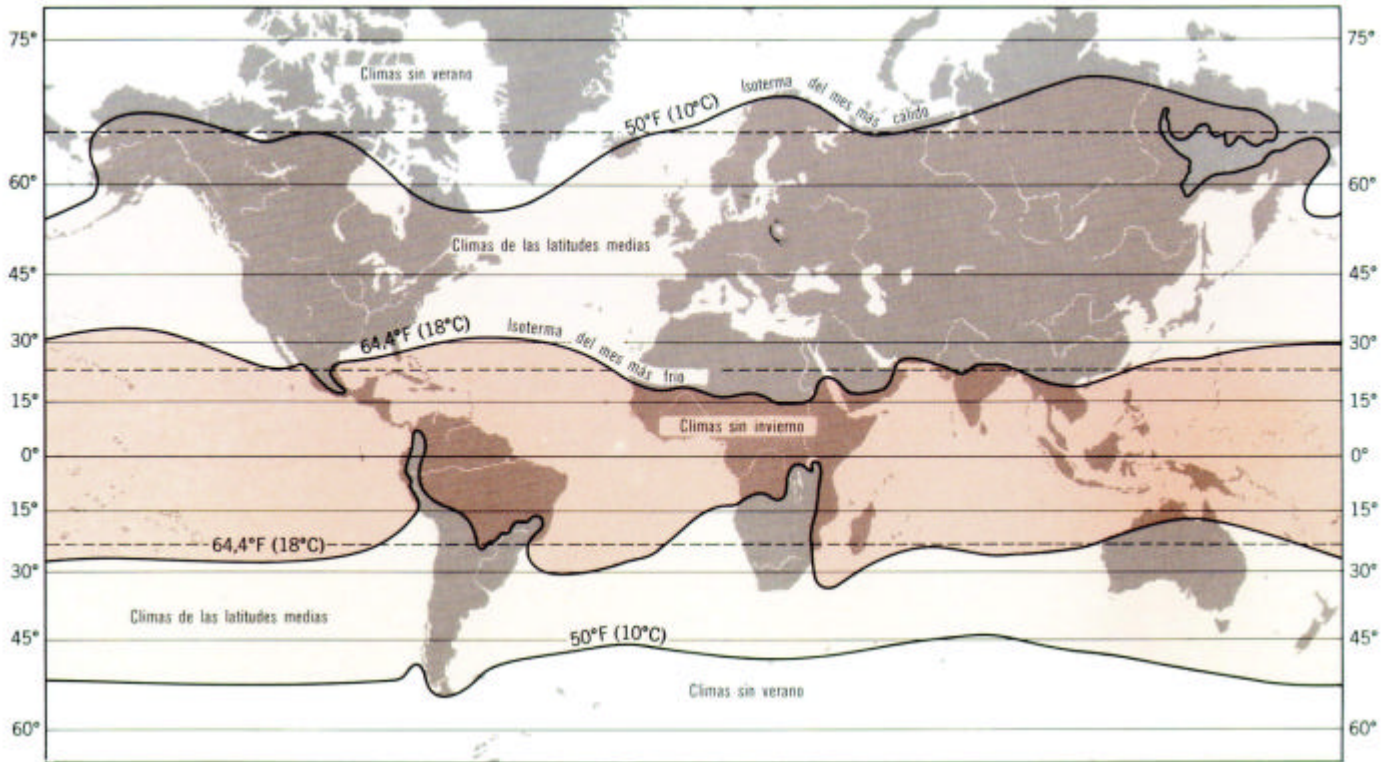 75°
75°
Climas sin verano
50°F (10°C)
Isoterma del mes más cálido
60°
60°
Climas de las latitudes medias
45°
45°
30°
30°
64,4°F (18°C)
Isoterma del mes más frio
15°
15°
Climas sin invierno
0°
0°
15°
15°
64,4°F (18°C)
30°
30°
Climas de las latitudes medias
50°F (10°C)
45°
45°
Climas sin verano
60°
60°